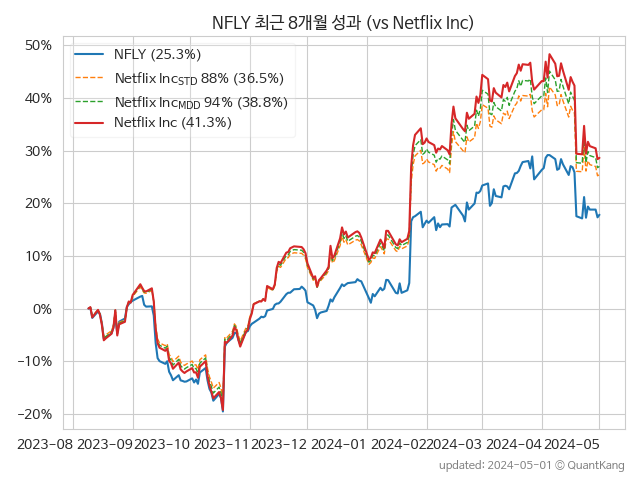 NFLY 최근 8개월 성과 (vs Netflix Inc)
NFLY (25.3%)
Netflix Inc_STD 88% (36.5%)
Netflix Inc_MDD 94% (38.8%)
Netflix Inc (41.3%)
50%
40%
30%
20%
10%
0%
−10%
−20%
2023-08 2023-09 2023-10 2023-11 2023-12 2024-01 2024-02 2024-03 2024-04 2024-05
updated: 2024-05-01 © QuantKang